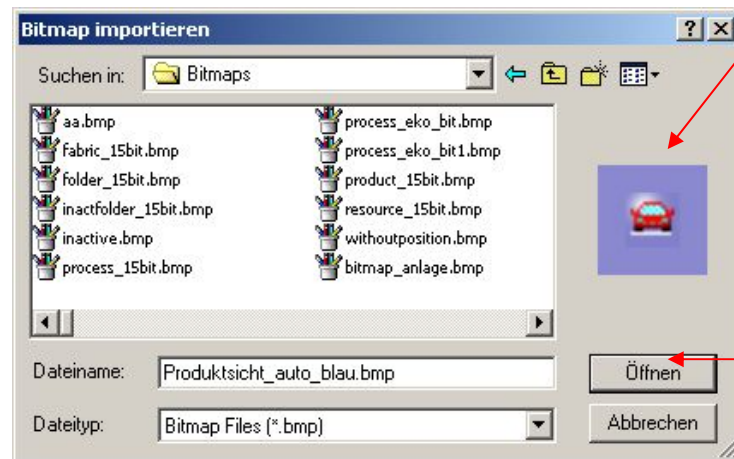 Bitmap importieren
Suchen in: Bitmaps
aa.bmp
fabric_15bit.bmp
folder_15bit.bmp
inactfolder_15bit.bmp
inactive.bmp
process_15bit.bmp
process_eko_bit.bmp
process_eko_bit1.bmp
product_15bit.bmp
resource_15bit.bmp
withoutposition.bmp
bitmap_anlage.bmp
Dateiname: Produktsicht_auto_blau.bmp Öffnen
Dateityp: Bitmap Files (*.bmp) Abbrechen